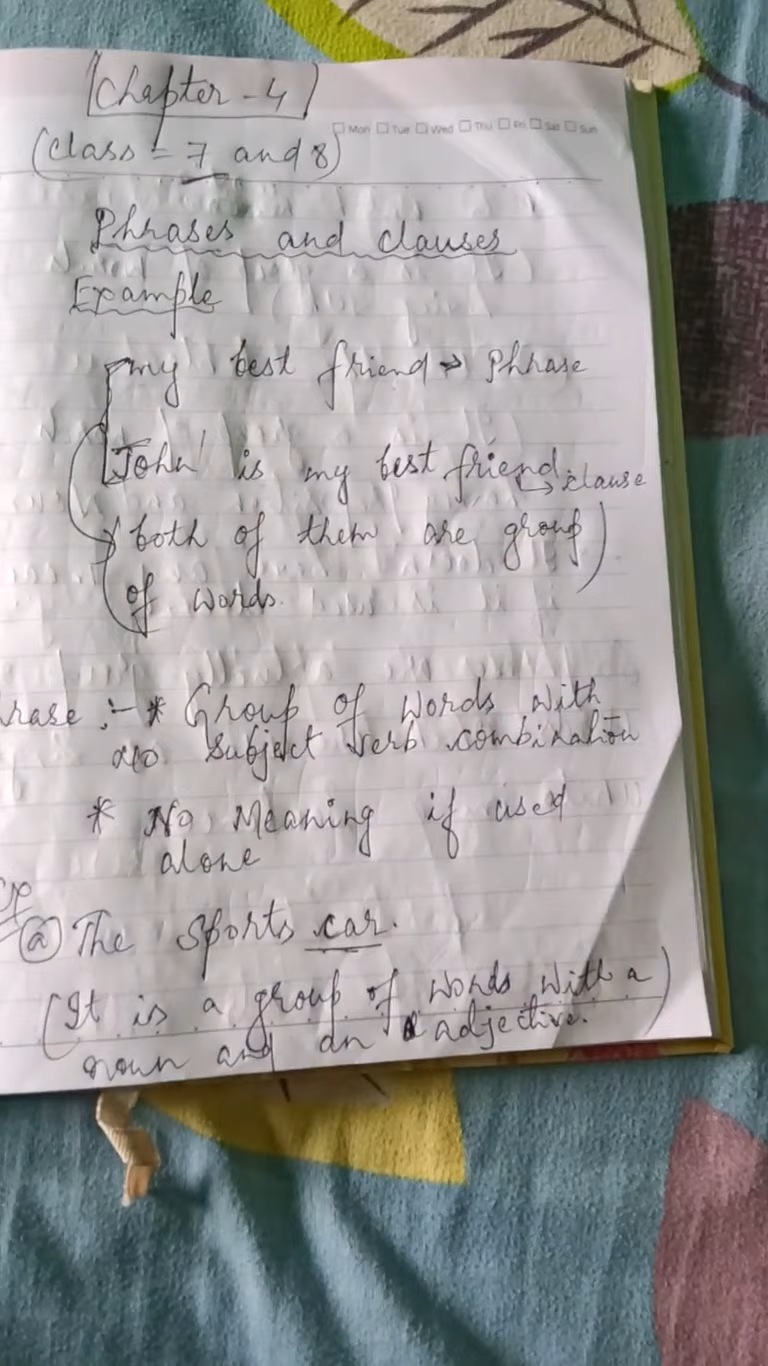 Chapter - 4
Mon Tue Wed Thu Fri Sat Sun
(Class = 7 and 8)
Phrases and clauses
Example
my best friend → Phrase
John is my best friend
↳ clause
both of them are group)
of words.
rase :- * Group of words with
no subject verb combination
* No Meaning if used
alone
(a) The sports car.
(It is a group of words with a)
noun and an adjective.